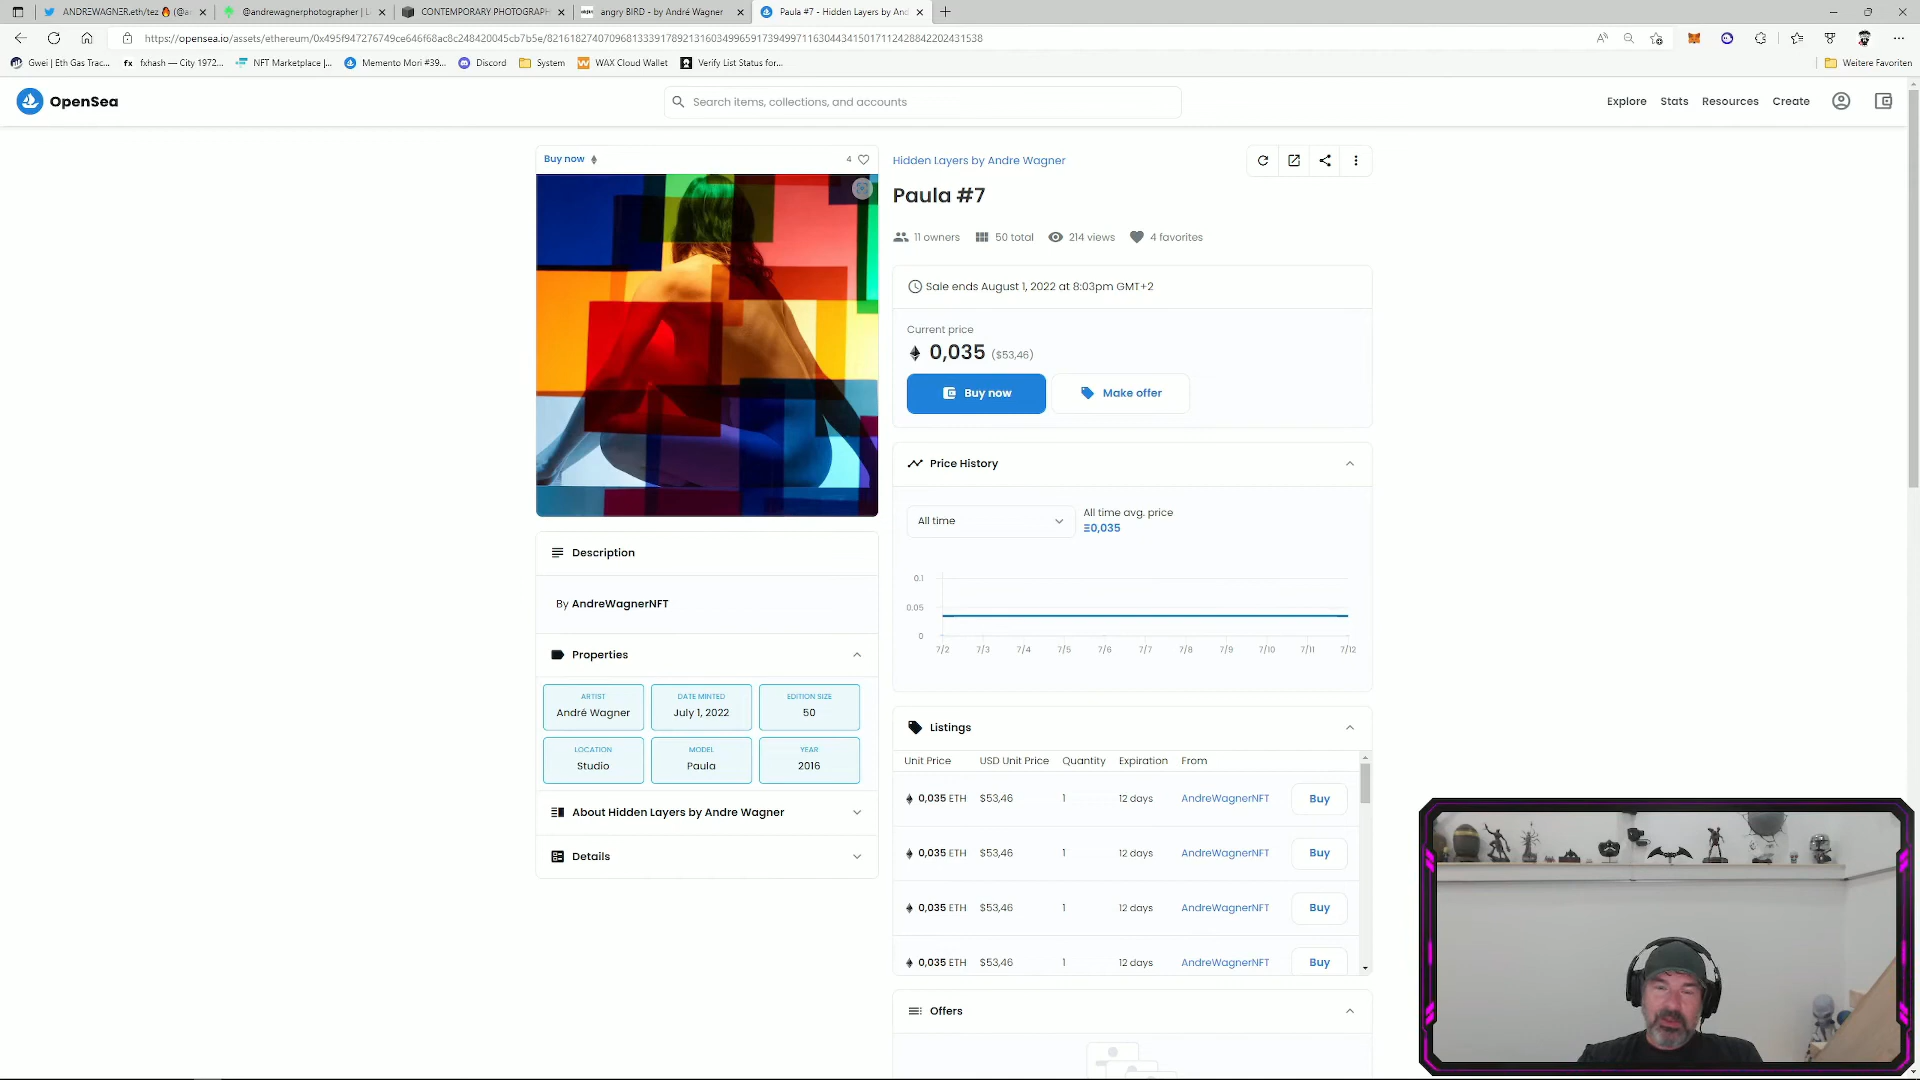 ANDREWAGNER.eth/tez 🔥 (@a
@andrewagnerphotographer | L
CONTEMPORARY PHOTOGRAPH
angry BIRD - by André Wagner
Paula #7 - Hidden Layers by And
https://opensea.io/assets/ethereum/0x495f947276749ce646f68ac8c248420045cb7b5e/82161827407096813339178921316034996591739499711630443415017112428842202431538
Gwei | Eth Gas Trac...
fx fxhash — City 1972...
NFT Marketplace |...
Memento Mori #39...
Discord
System
WAX Cloud Wallet
Verify List Status for...
Weitere Favoriten
OpenSea
Search items, collections, and accounts
Explore
Stats
Resources
Create
Buy now
4
Hidden Layers by Andre Wagner
Paula #7
11 owners
50 total
214 views
4 favorites
Sale ends August 1, 2022 at 8:03pm GMT+2
Current price
0,035 ($53,46)
Buy now
Make offer
Price History
All time
All time avg. price
Ξ0,035
0.1
0.05
0
7/2 7/3 7/4 7/5 7/6 7/7 7/8 7/9 7/10 7/11 7/12
Description
By AndreWagnerNFT
Properties
ARTIST
André Wagner
DATE MINTED
July 1, 2022
EDITION SIZE
50
LOCATION
Studio
MODEL
Paula
YEAR
2016
About Hidden Layers by Andre Wagner
Details
Listings
Unit Price USD Unit Price Quantity Expiration From
0,035 ETH $53,46 1 12 days AndreWagnerNFT Buy
0,035 ETH $53,46 1 12 days AndreWagnerNFT Buy
0,035 ETH $53,46 1 12 days AndreWagnerNFT Buy
0,035 ETH $53,46 1 12 days AndreWagnerNFT Buy
Offers